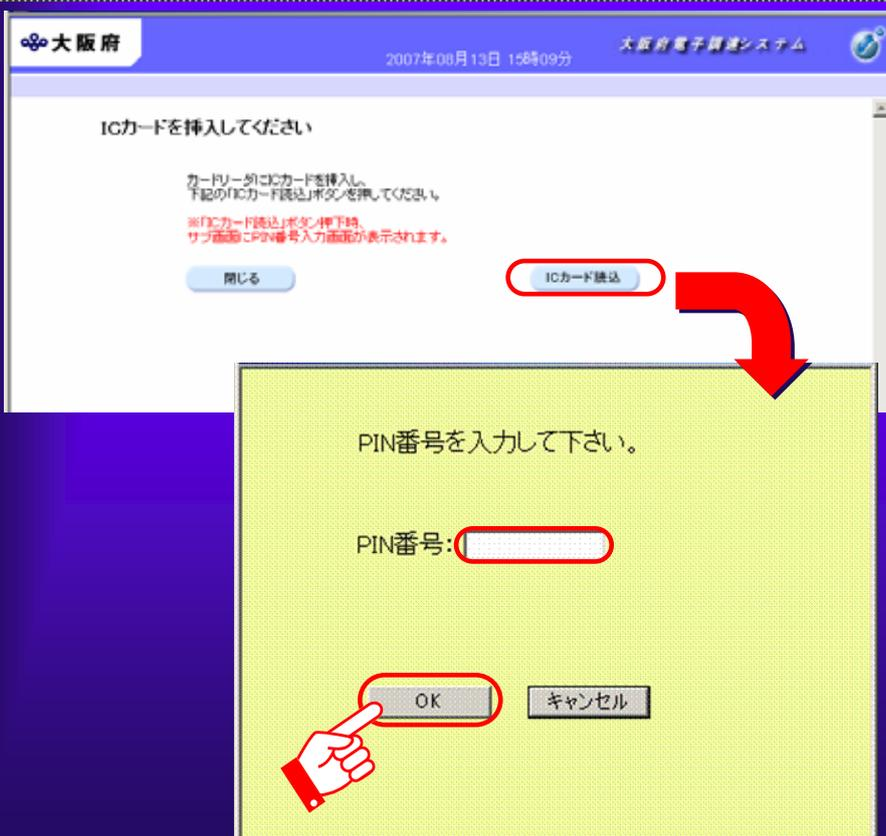 大阪府
2007年08月13日 15時09分
大阪府電子調達システム
ICカードを挿入してください
カードリーダにICカードを挿入し、
下記の「ICカード読込」ボタンを押してください。
※「ICカード読込」ボタン押下時、
サブ画面にPIN番号入力画面が表示されます。
閉じる
ICカード読込
PIN番号を入力して下さい。
PIN番号:
OK
キャンセル